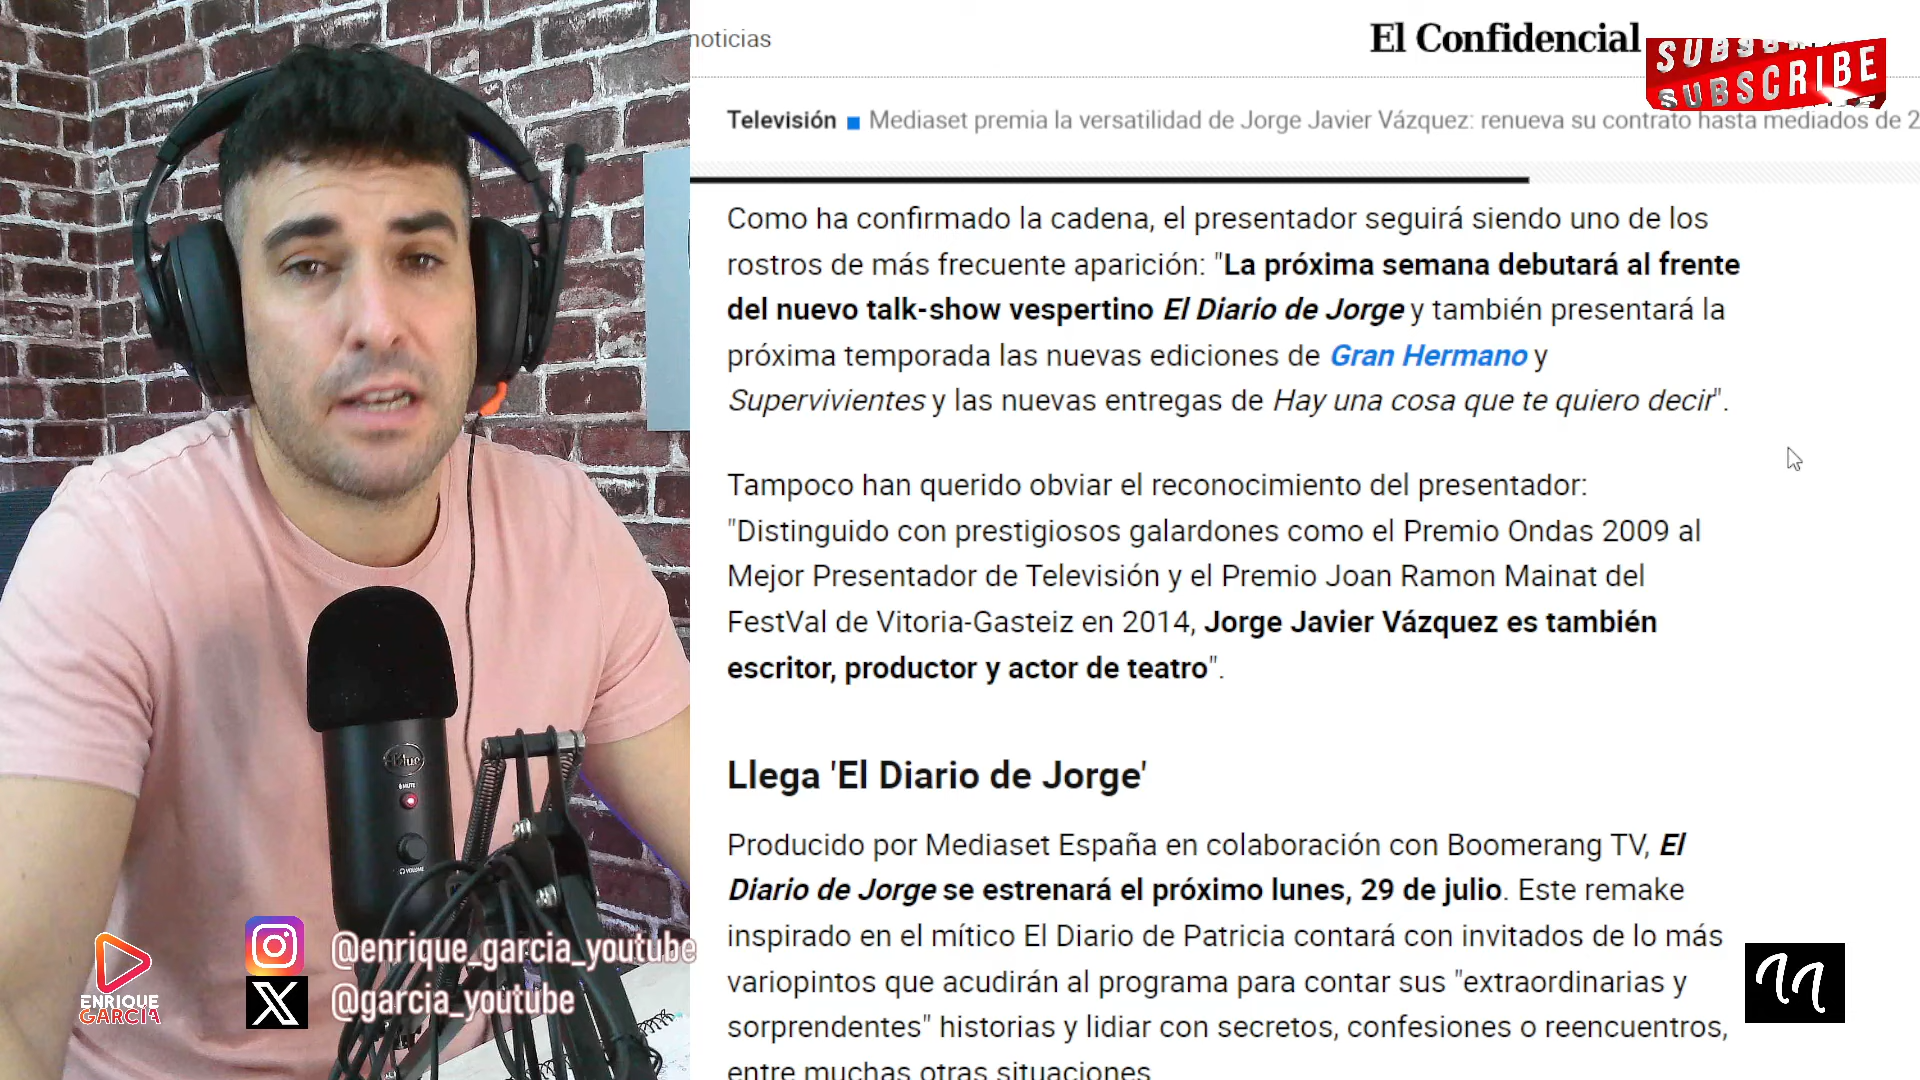 noticias
El Confidencial
SUBSCRIBE
SUBSCRIBE
Televisión Mediaset premia la versatilidad de Jorge Javier Vázquez: renueva su contrato hasta mediados de 2
Como ha confirmado la cadena, el presentador seguirá siendo uno de los
rostros de más frecuente aparición: "La próxima semana debutará al frente
del nuevo talk-show vespertino El Diario de Jorge y también presentará la
próxima temporada las nuevas ediciones de Gran Hermano y
Supervivientes y las nuevas entregas de Hay una cosa que te quiero decir".
Tampoco han querido obviar el reconocimiento del presentador:
"Distinguido con prestigiosos galardones como el Premio Ondas 2009 al
Mejor Presentador de Televisión y el Premio Joan Ramon Mainat del
FestVal de Vitoria-Gasteiz en 2014, Jorge Javier Vázquez es también
escritor, productor y actor de teatro".
Llega 'El Diario de Jorge'
Producido por Mediaset España en colaboración con Boomerang TV, El
Diario de Jorge se estrenará el próximo lunes, 29 de julio. Este remake
inspirado en el mítico El Diario de Patricia contará con invitados de lo más
variopintos que acudirán al programa para contar sus "extraordinarias y
sorprendentes" historias y lidiar con secretos, confesiones o reencuentros,
entre muchas otras situaciones
blue
MUTE
VOLUME
@enrique_garcia_youtube
@garcia_youtube
ENRIQUE
GARCIA